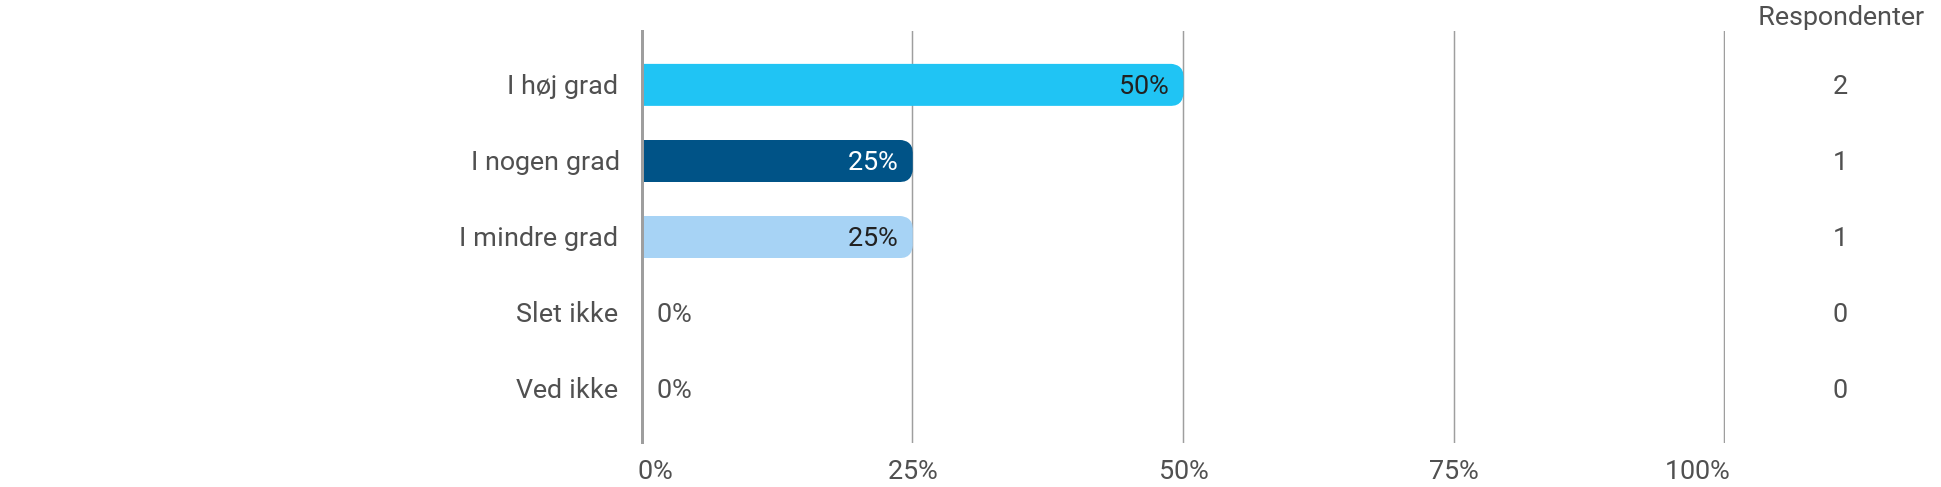 Respondenter
I høj grad 50% 2
I nogen grad 25% 1
I mindre grad 25% 1
Slet ikke 0% 0
Ved ikke 0% 0
0% 25% 50% 75% 100%